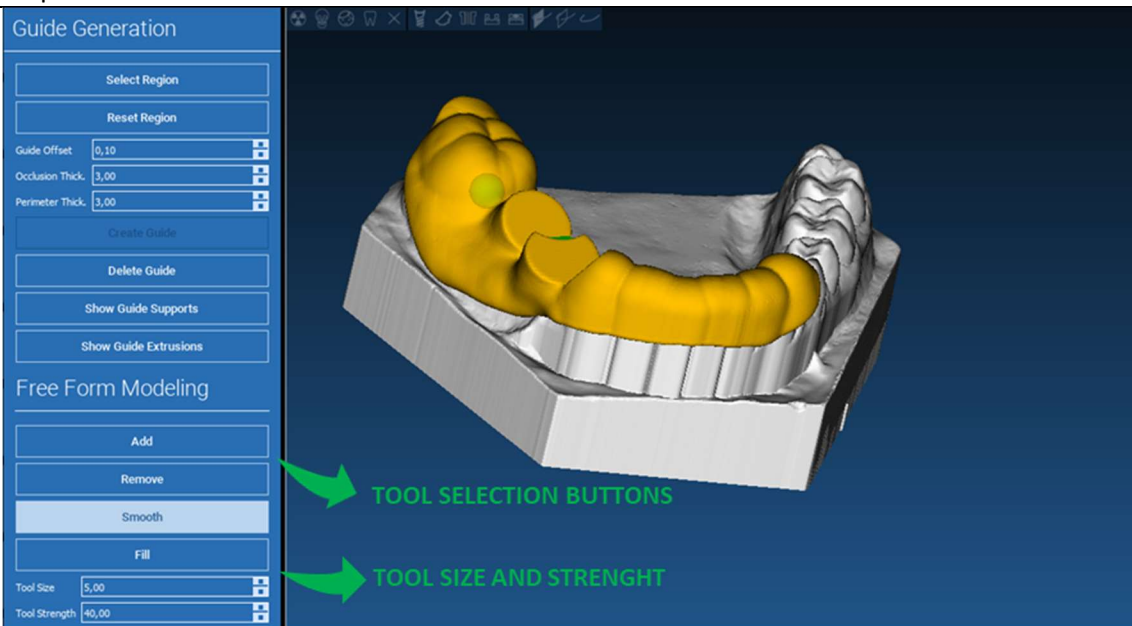 Guide Generation
Select Region
Reset Region
Guide Offset 0,10
Occlusion Thick. 3,00
Perimeter Thick. 3,00
Create Guide
Delete Guide
Show Guide Supports
Show Guide Extrusions
Free Form Modeling
Add
Remove
TOOL SELECTION BUTTONS
Smooth
Fill
TOOL SIZE AND STRENGHT
Tool Size 5,00
Tool Strength 40,00